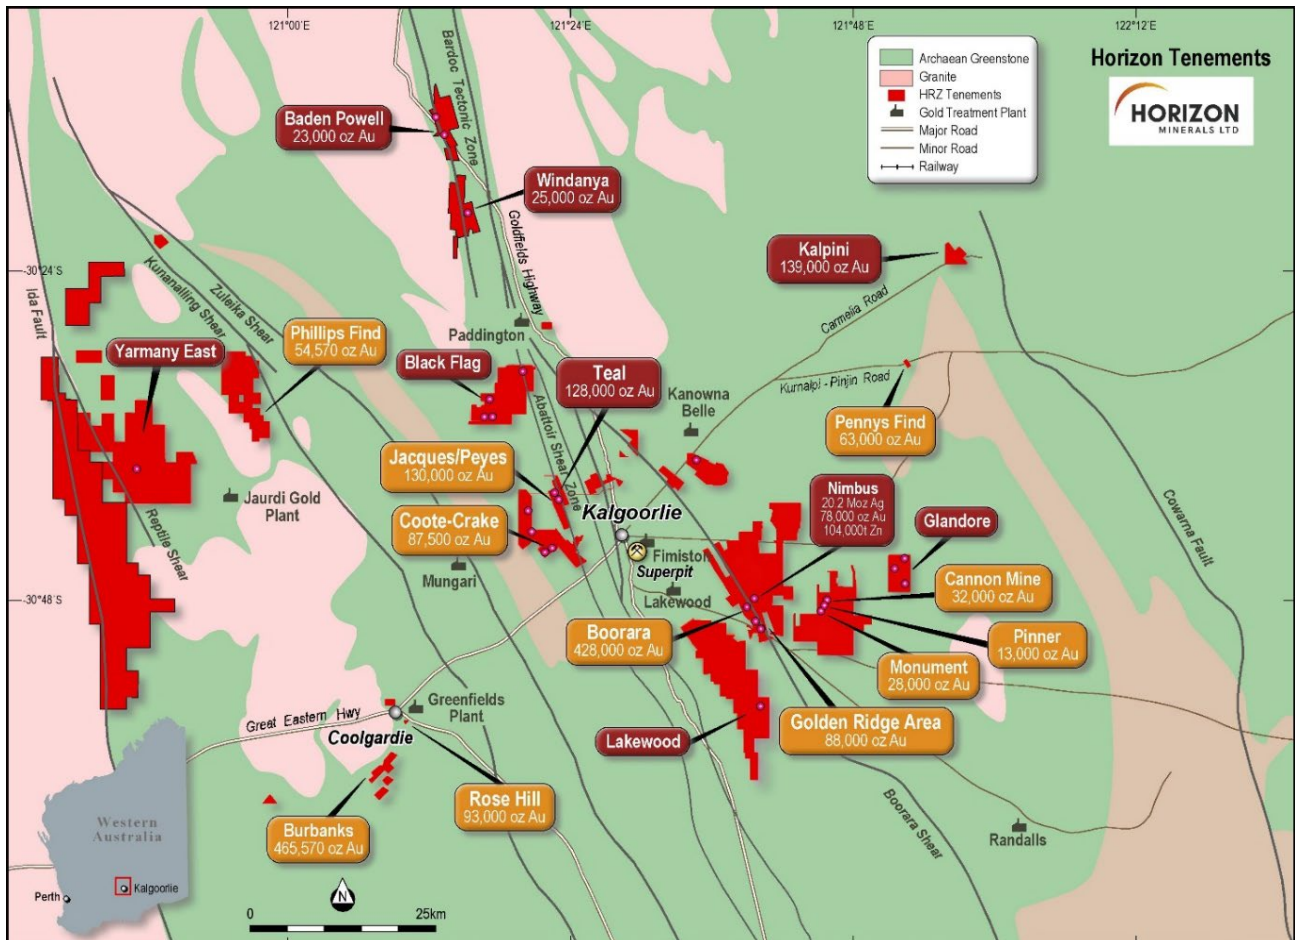 121°00'E
121°24'E
121°48'E
122°12'E
Archaean Greenstone
Granite
HRZ Tenements
Gold Treatment Plant
Major Road
Minor Road
Railway
Horizon Tenements
HORIZON
MINERALS LTD
Bardoc Tectonic Zone
Baden Powell
23,000 oz Au
Windanya
25,000 oz Au
Goldfields Highway
Kalpini
139,000 oz Au
-30°24'S
Ida Fault
Kunanalling Shear
Zuleika Shear
Carmelia Road
Paddington
Phillips Find
54,570 oz Au
Yarmany East
Black Flag
Teal
128,000 oz Au
Kanowna
Belle
Kurnalpi - Pinjin Road
Abattoir Shear Zone
Pennys Find
63,000 oz Au
Jacques/Peyes
130,000 oz Au
Jaurdi Gold
Plant
Reptile Shear
Coote-Crake
87,500 oz Au
Kalgoorlie
Nimbus
20.2 Moz Ag
78,000 oz Au
104,000t Zn
Glandore
Cowarna Fault
Fimiston
Superpit
Mungari
Lakewood
-30°48'S
Cannon Mine
32,000 oz Au
Boorara
428,000 oz Au
Pinner
13,000 oz Au
Monument
28,000 oz Au
Greenfields
Plant
Great Eastern Hwy
Coolgardie
Lakewood
Golden Ridge Area
88,000 oz Au
Rose Hill
93,000 oz Au
Boorara Shear
Burbanks
465,570 oz Au
Randalls
Western
Australia
Perth
Kalgoorlie
N
0
25km